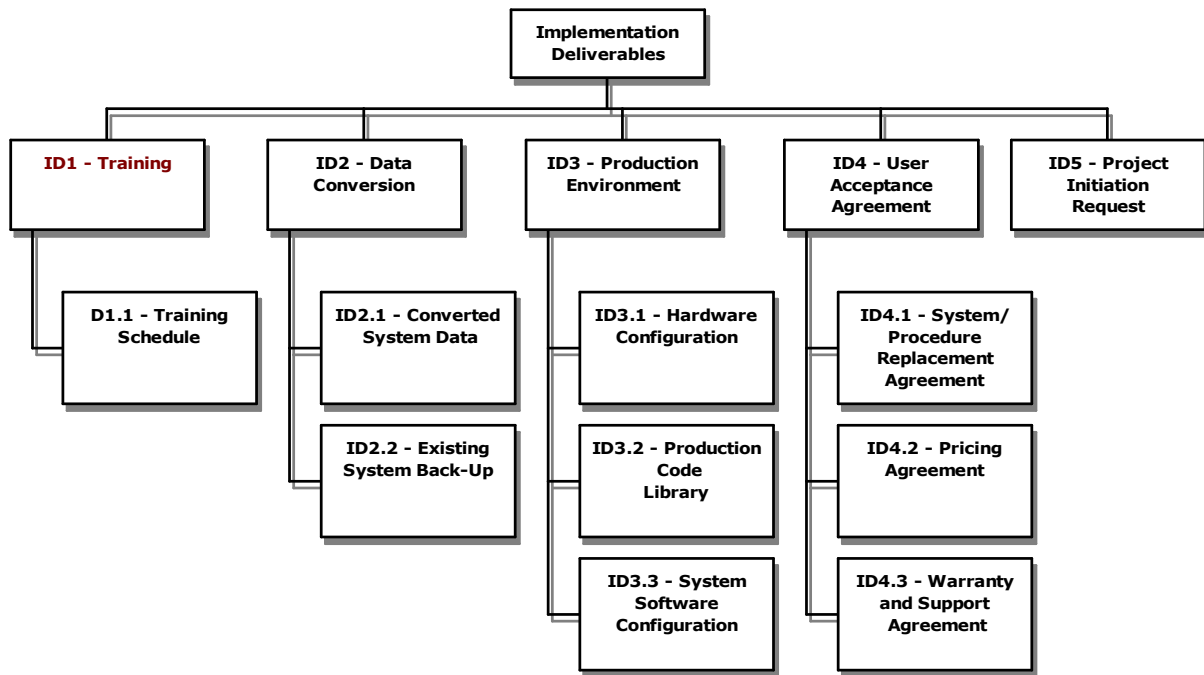 Implementation
Deliverables
ID1 - Training
ID2 - Data
Conversion
ID3 - Production
Environment
ID4 - User
Acceptance
Agreement
ID5 - Project
Initiation
Request
D1.1 - Training
Schedule
ID2.1 - Converted
System Data
ID3.1 - Hardware
Configuration
ID4.1 - System/
Procedure
Replacement
Agreement
ID2.2 - Existing
System Back-Up
ID3.2 - Production
Code
Library
ID4.2 - Pricing
Agreement
ID3.3 - System
Software
Configuration
ID4.3 - Warranty
and Support
Agreement